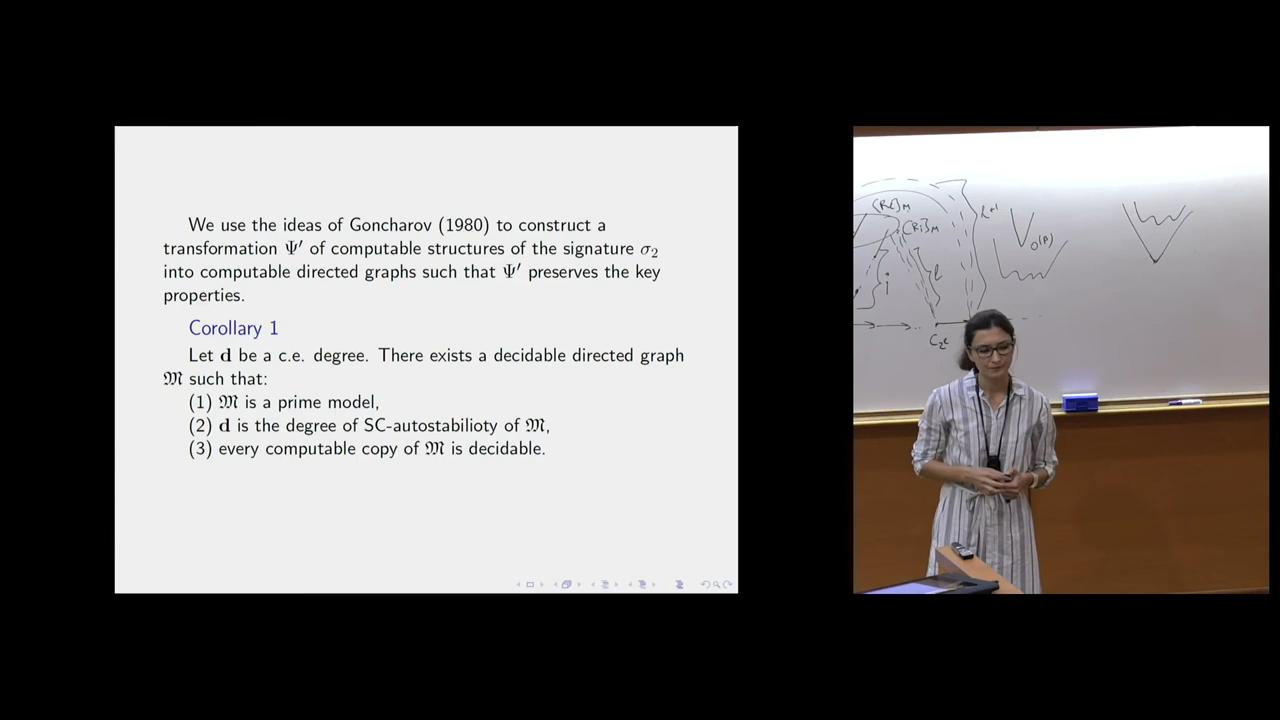 We use the ideas of Goncharov (1980) to construct a
transformation Ψ′ of computable structures of the signature σ₂
into computable directed graphs such that Ψ′ preserves the key
properties.
Corollary 1
Let d be a c.e. degree. There exists a decidable directed graph
𝔐 such that:
(1) 𝔐 is a prime model,
(2) d is the degree of SC-autostabilioty of 𝔐,
(3) every computable copy of 𝔐 is decidable.